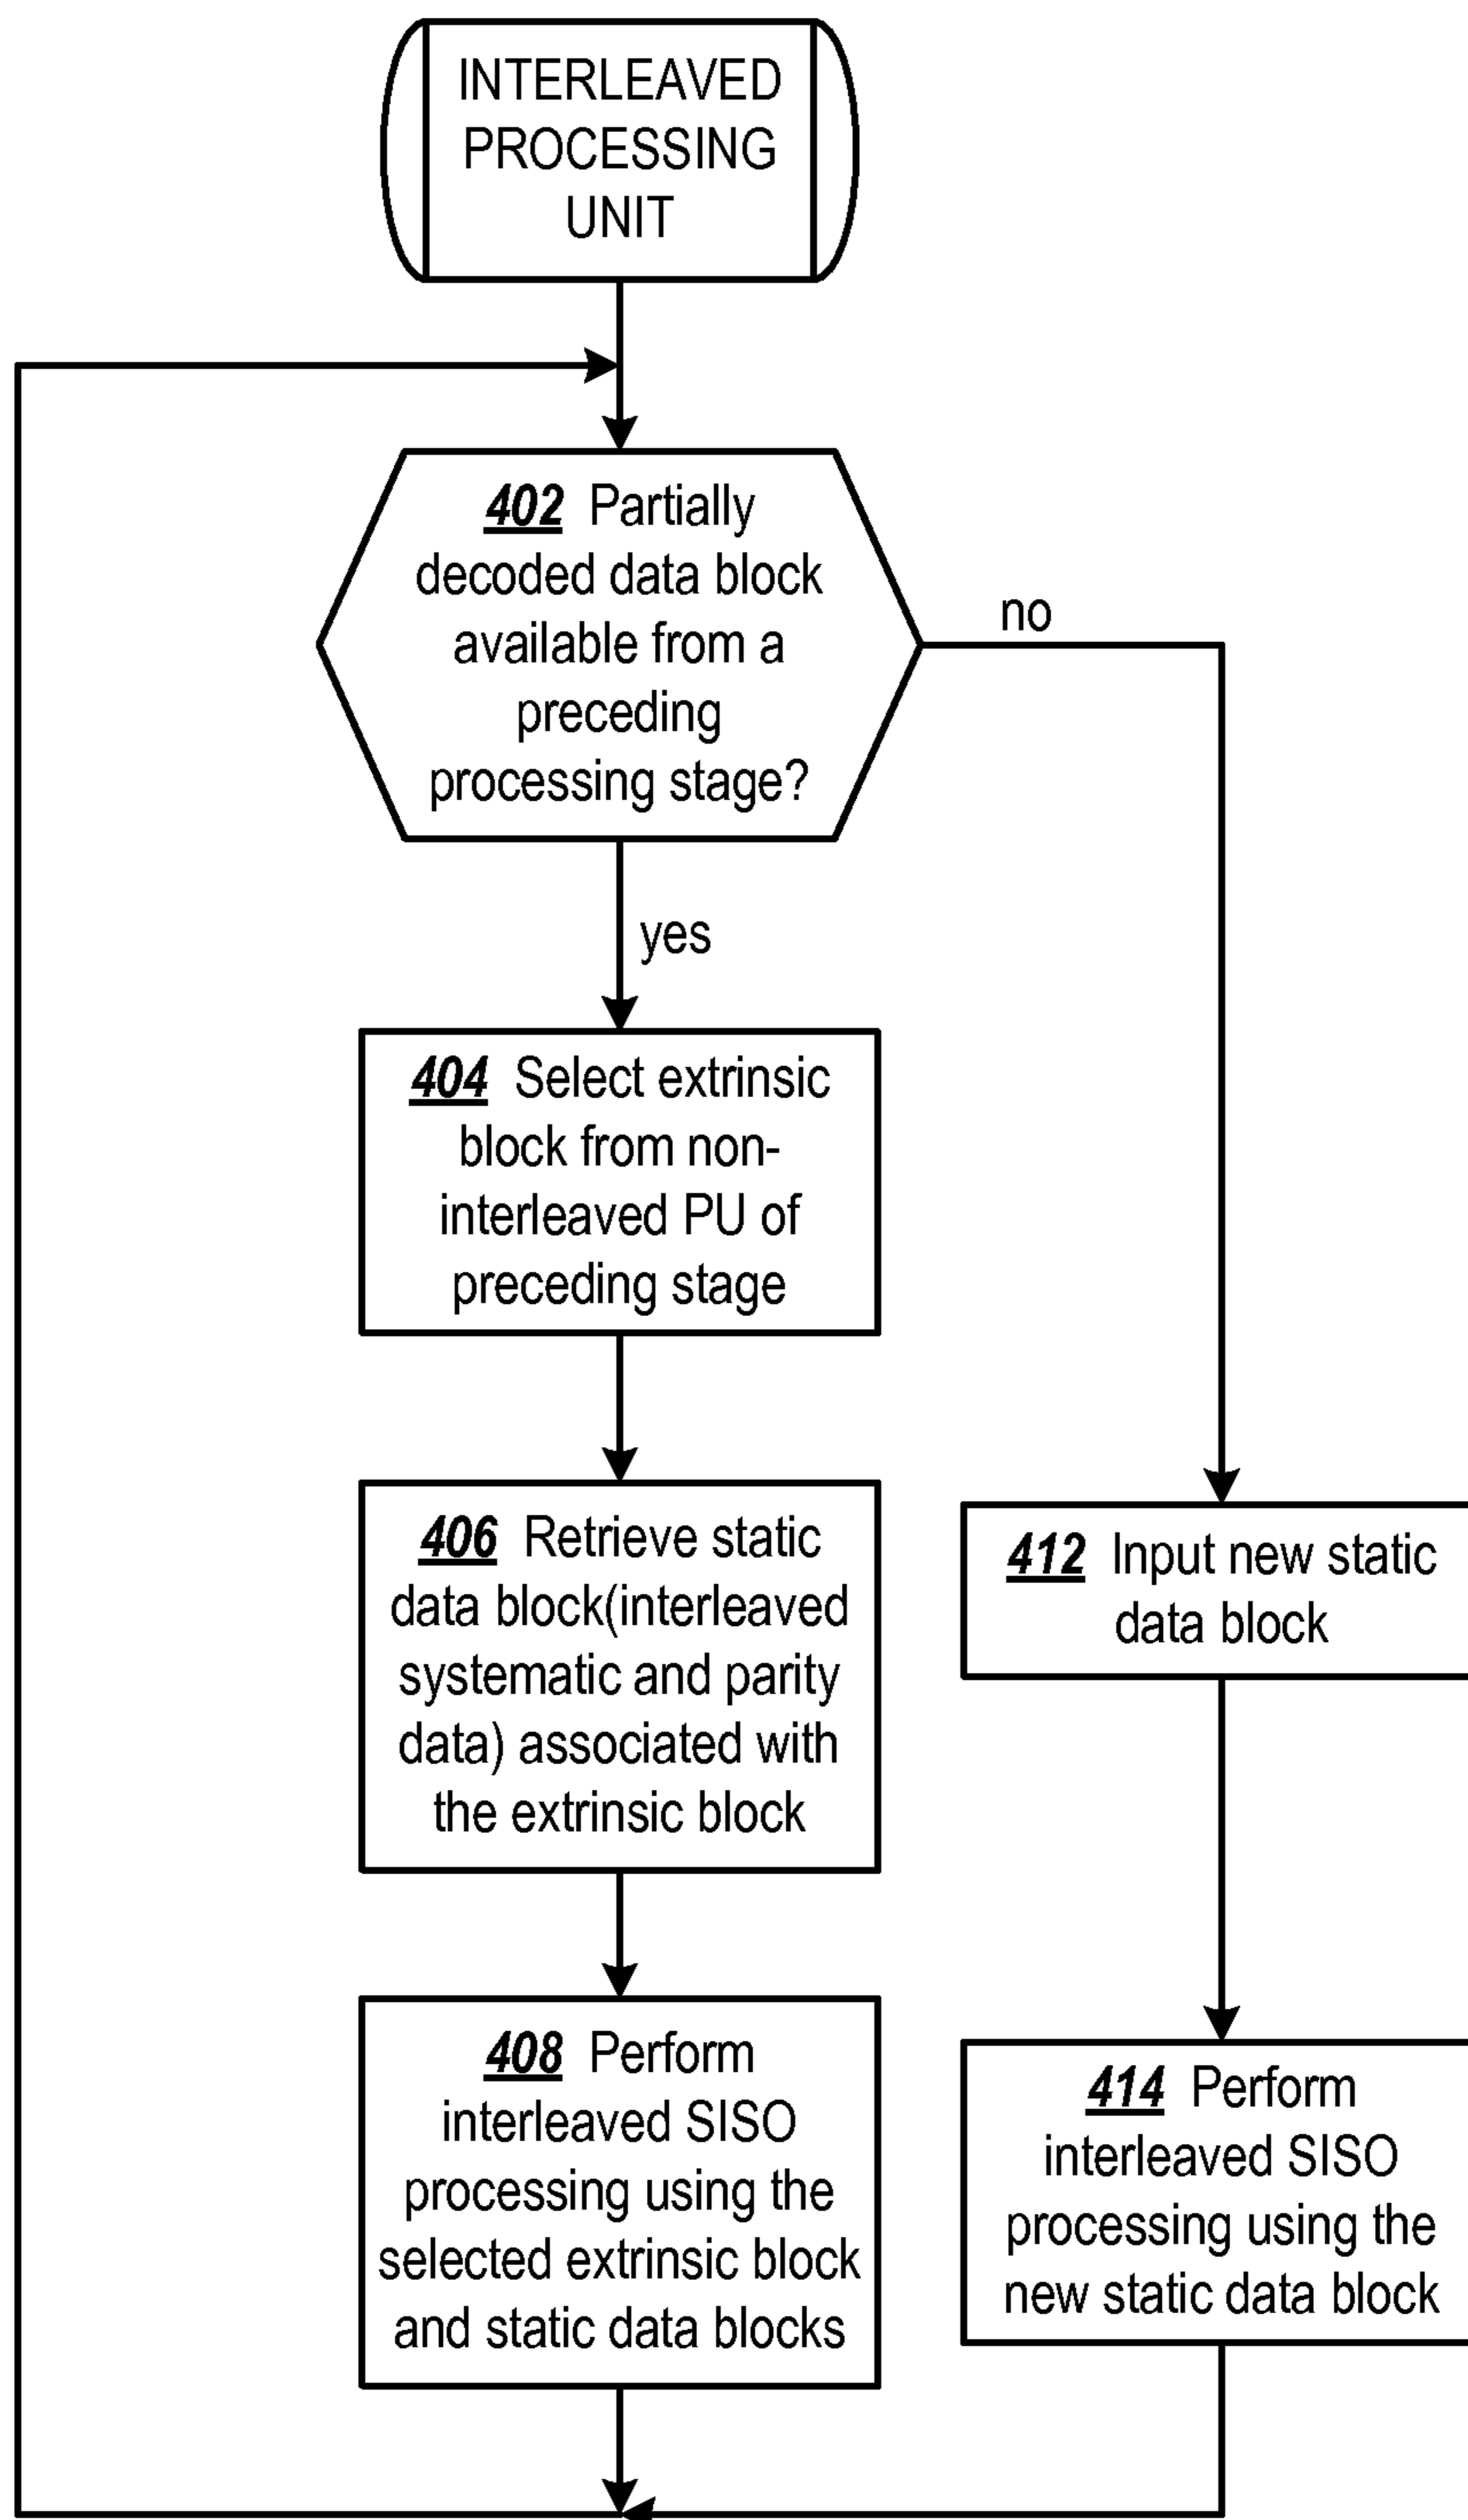 INTERLEAVED
PROCESSING
UNIT
402 Partially
decoded data block
available from a
preceding
processing stage?
no
yes
404 Select extrinsic
block from non-
interleaved PU of
preceding stage
406 Retrieve static
data block(interleaved
systematic and parity
data) associated with
the extrinsic block
412 Input new static
data block
408 Perform
interleaved SISO
processing using the
selected extrinsic block
and static data blocks
414 Perform
interleaved SISO
processing using the
new static data block